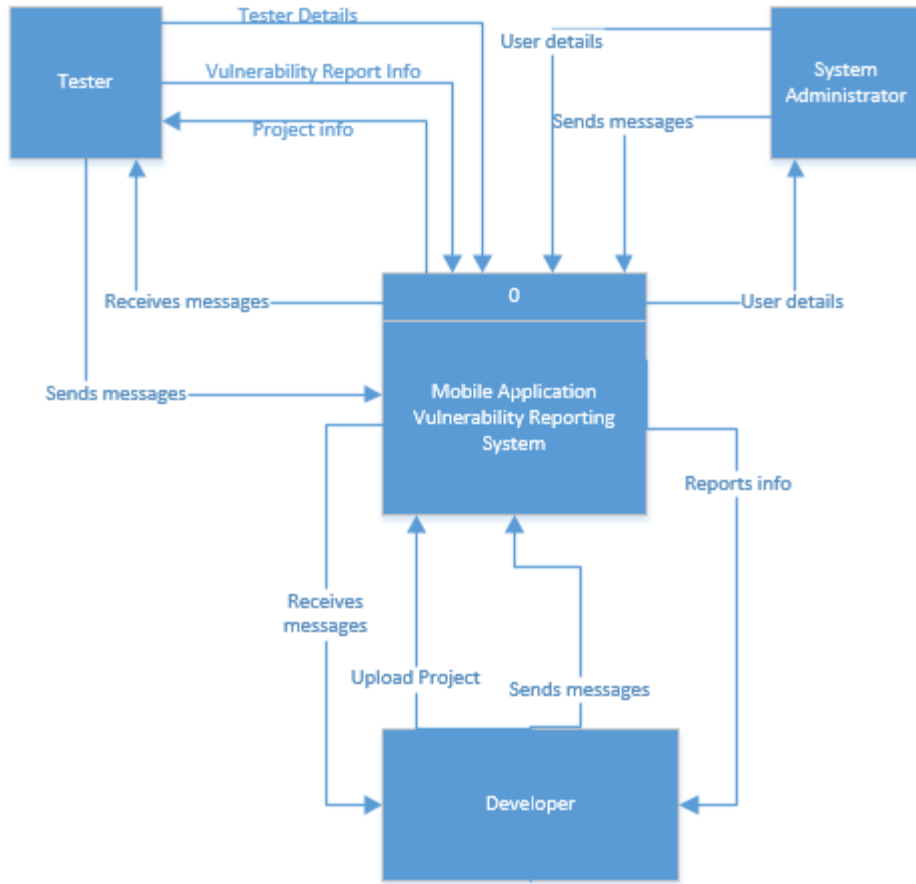 Tester Details
User details
Tester
Vulnerability Report Info
System
Administrator
Project info
Sends messages
0
Receives messages
User details
Sends messages
Mobile Application
Vulnerability Reporting
System
Reports info
Receives
messages
Upload Project
Sends messages
Developer